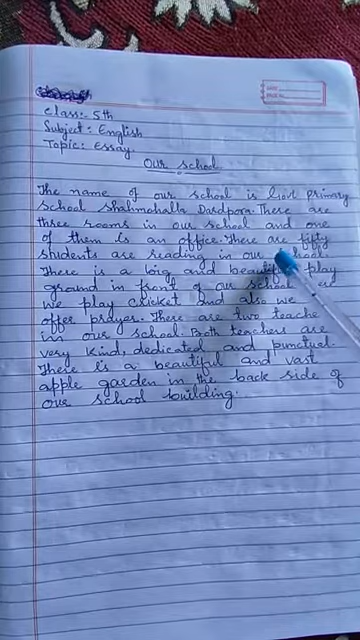 Class:- 5th
Subject: English
Topic: Essay
Our school
The name of our school is Govt primary
School Shahmohalla Dardpora. There are
three rooms in our school and one
of them is an office. There are fifty
students are reading in our school.
There is a long and beautiful play
ground in front of our school
we play cricket and also we
offer prayer. There are two teache
in our school. Both teachers are
very kind, dedicated and punctual.
There is a beautiful and vast
apple garden in the back side of
our school building.